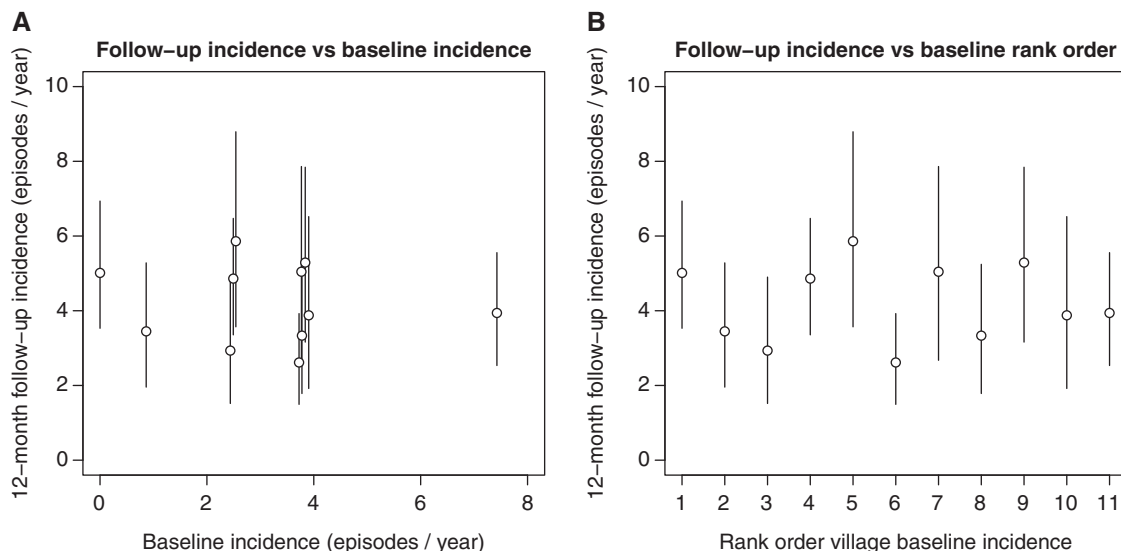 A
Follow−up incidence vs baseline incidence
12−month follow−up incidence (episodes / year)
10
8
6
4
2
0
0 2 4 6 8
Baseline incidence (episodes / year)
B
Follow−up incidence vs baseline rank order
12−month follow−up incidence (episodes / year)
10
8
6
4
2
0
1 2 3 4 5 6 7 8 9 10 11
Rank order village baseline incidence